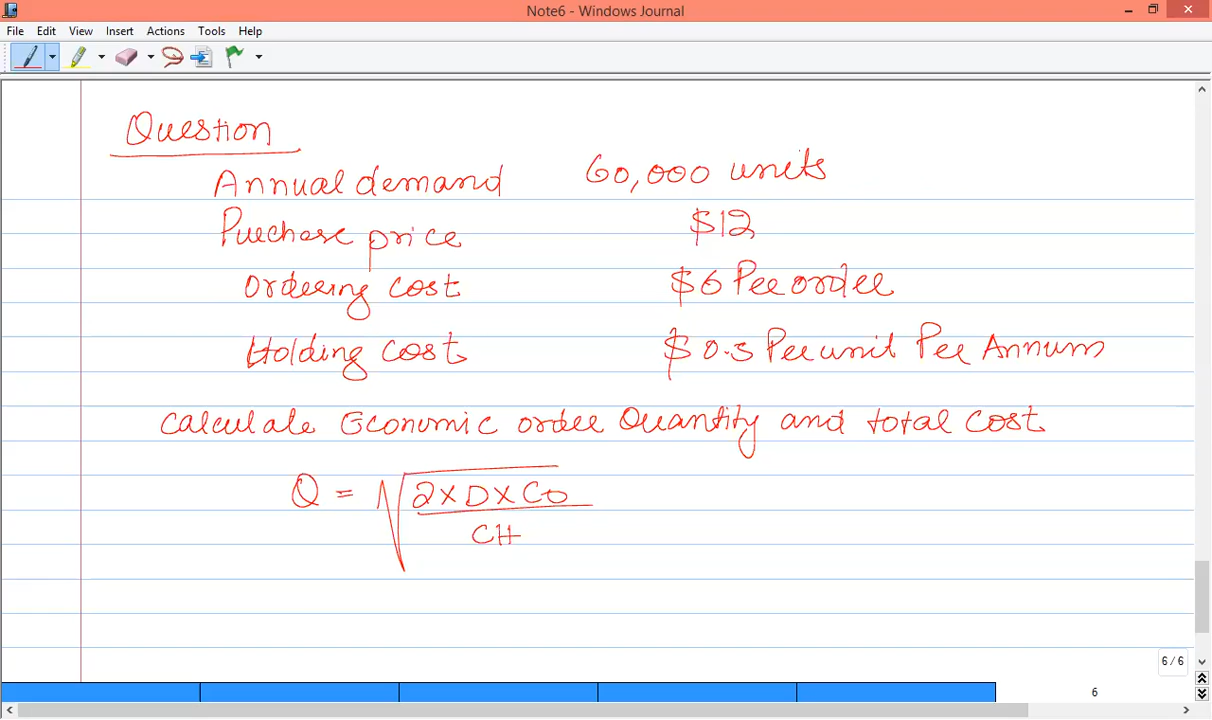 Note6 - Windows Journal
File Edit View Insert Actions Tools Help
Question
Annual demand 60,000 units
Purchase price $12
Ordering cost $6 Per order
Holding cost $0.5 Per unit Per Annum
Calculate Economic order Quantity and total cost
Q = √ 2 X D X CO
CH
6 / 6
6